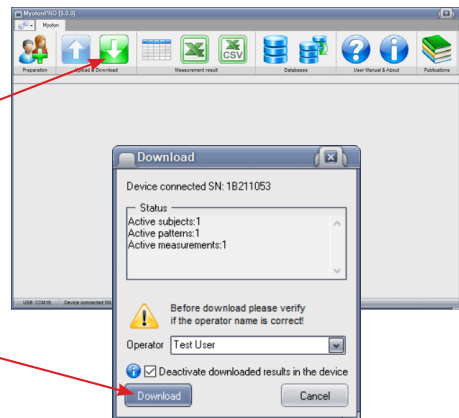 MyotonPRO [5.0.0]
Myoton
Preparation
Upload & Download
Measurement result
Databases
User Manual & About
Publications
CSV
Download
Device connected SN: 1B211053
Status
Active subjects:1
Active patterns:1
Active measurements:1
Before download please verify
if the operator name is correct!
Operator Test User
Deactivate downloaded results in the device
Download Cancel
USB: COM16 Device connected SN